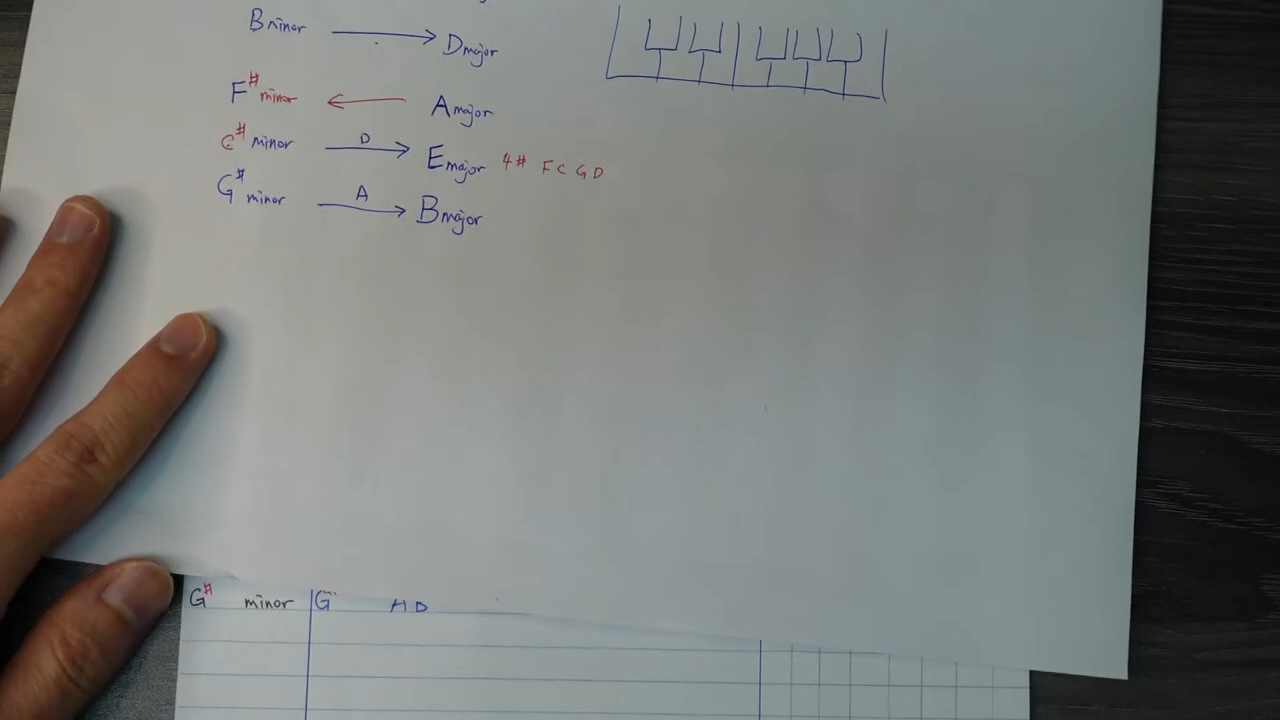 B minor → D major
F# minor ← A major
C# minor D → E major 4# F C G D
G# minor A → B major
G# minor G A D